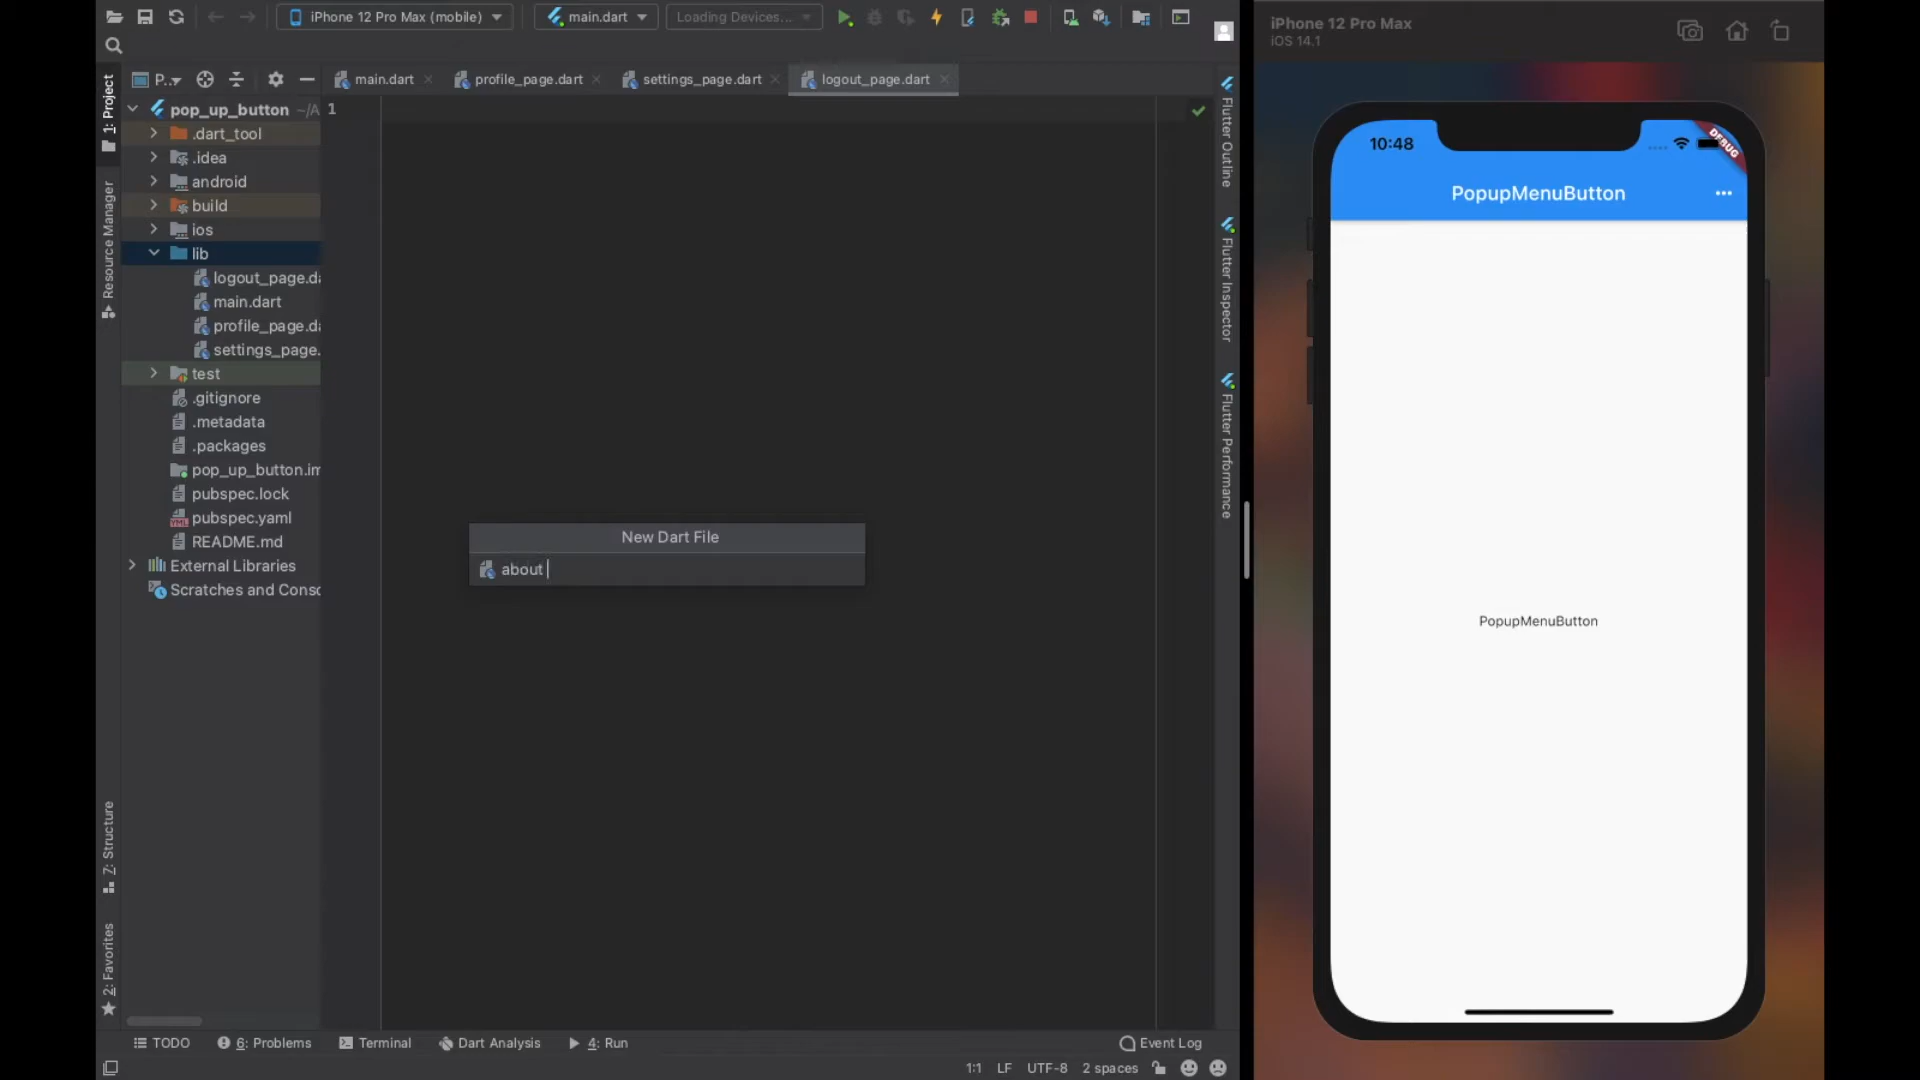 iPhone 12 Pro Max (mobile)
main.dart
Loading Devices...
P...
main.dart
profile_page.dart
settings_page.dart
logout_page.dart
1: Project
Resource Manager
pop_up_button ~/A
.dart_tool
.idea
android
build
ios
lib
logout_page.da
main.dart
profile_page.da
settings_page.
test
.gitignore
.metadata
.packages
pop_up_button.im
pubspec.lock
pubspec.yaml
README.md
External Libraries
Scratches and Conso
7: Structure
2: Favorites
1
New Dart File
about
Flutter Outline
Flutter Inspector
Flutter Performance
TODO
6: Problems
Terminal
Dart Analysis
4: Run
Event Log
1:1
LF
UTF-8
2 spaces
iPhone 12 Pro Max
iOS 14.1
10:48
DEBUG
PopupMenuButton
PopupMenuButton